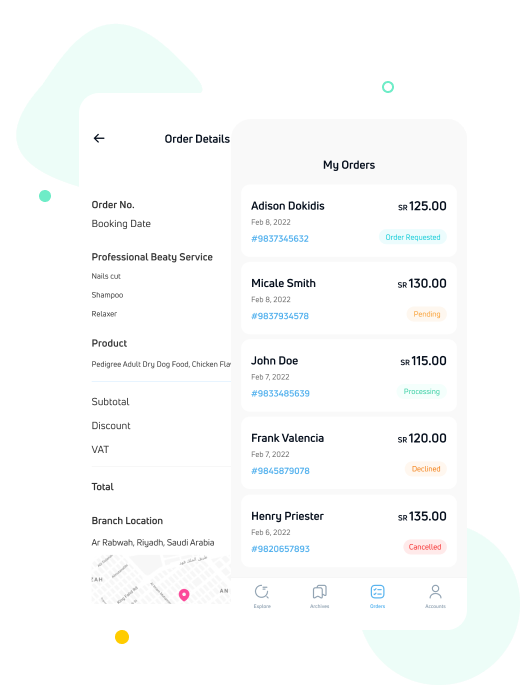 Order Details
Order No.
Booking Date
Professional Beaty Service
Nails cut
Shampoo
Relaxer
Product
Pedigree Adult Dry Dog Food, Chicken
Subtotal
Discount
VAT
Total
Branch Location
Ar Rabwah, Riyadh, Saudi Arabia
My Orders
Adison Dokidis
SR 125.00
Feb 8, 2022
#9837345632
Order Requested
Micale Smith
SR 130.00
Feb 8, 2022
#9837934578
Pending
John Doe
SR 115.00
Feb 7, 2022
#9833485639
Processing
Frank Valencia
SR 120.00
Feb 7, 2022
#9845879078
Declined
Henry Priester
SR 135.00
Feb 6, 2022
#9820657893
Cancelled
Explore
Archives
Orders
Accounts